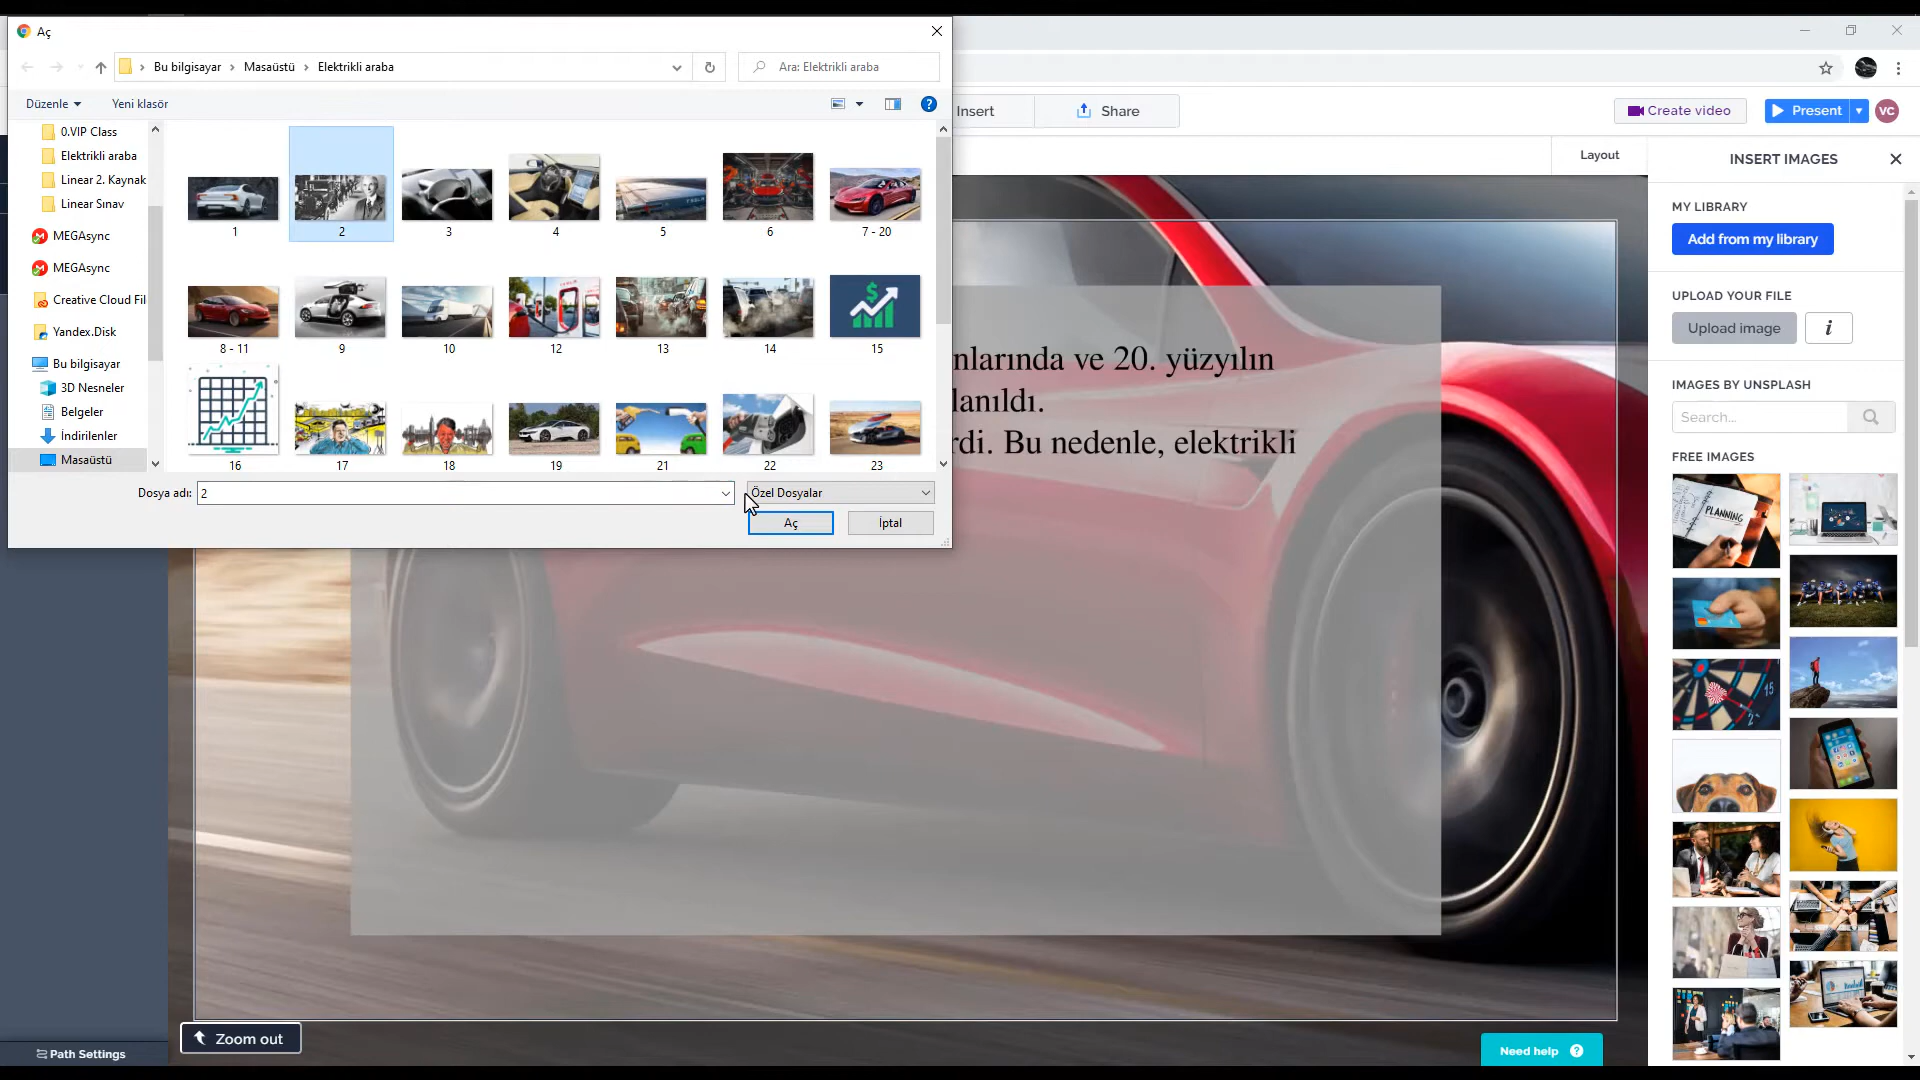 Aç
Bu bilgisayar
Masaüstü
Elektrikli araba
Ara: Elektrikli araba
Düzenle
Yeni klasör
0.VIP Class
Elektrikli araba
Linear 2. Kaynak
Linear Sınav
MEGAsync
MEGAsync
Creative Cloud Fil
Yandex.Disk
Bu bilgisayar
3D Nesneler
Belgeler
İndirilenler
Masaüstü
1
2
3
4
5
6
7 - 20
8 - 11
9
10
12
13
14
15
16
17
18
19
21
22
23
Dosya adı:
2
Özel Dosyalar
Aç
İptal
Insert
Share
Create video
Present
VC
Layout
nlarında ve 20. yüzyılın
lanıldı.
rdi. Bu nedenle, elektrikli
INSERT IMAGES
MY LIBRARY
Add from my library
UPLOAD YOUR FILE
Upload image
i
IMAGES BY UNSPLASH
Search...
FREE IMAGES
PLANNING
15
Zoom out
Path Settings
Need help ?